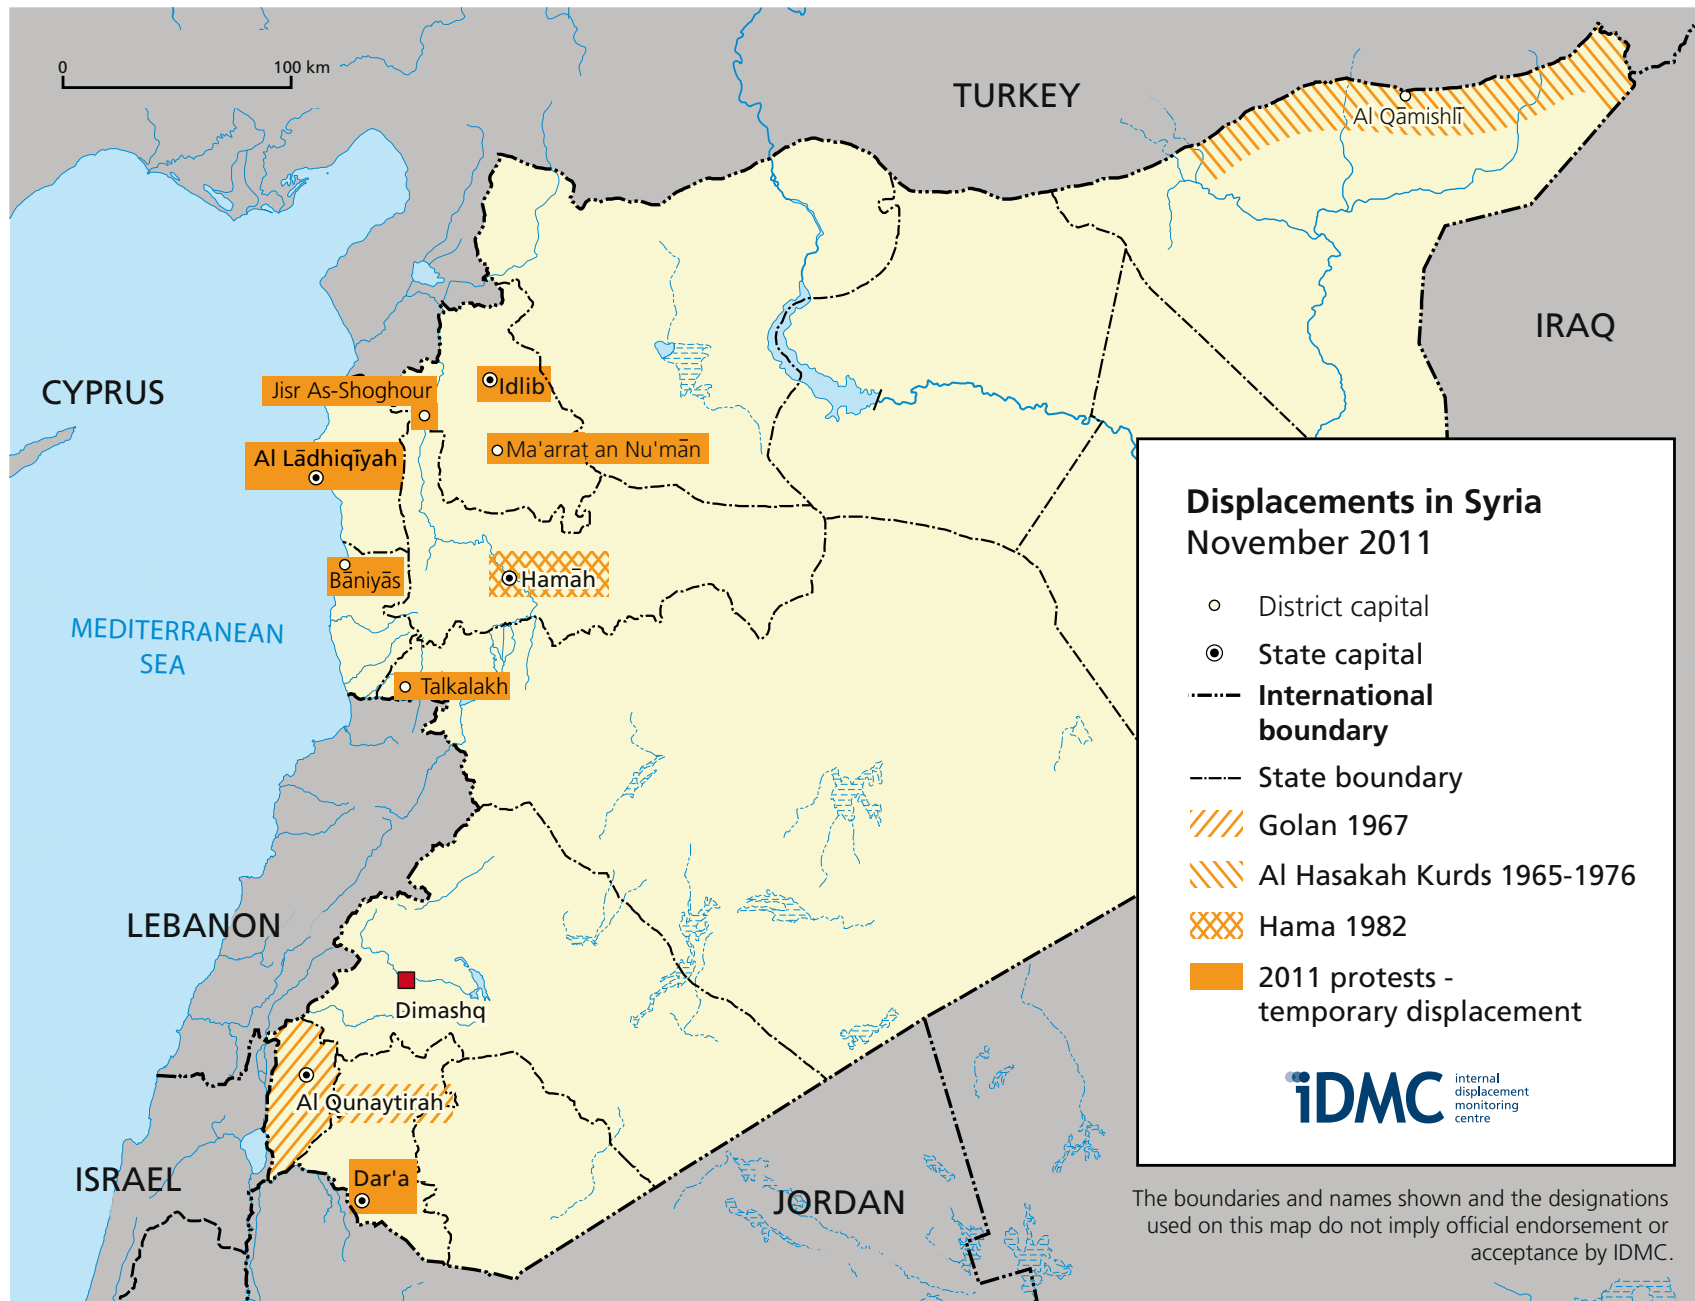 0
100 km
TURKEY
Al Qāmishlī
IRAQ
CYPRUS
Jisr As-Shoghour
Idlib
Al Lādhiqīyah
Ma'arrat an Nu'mān
Bāniyās
Hamāh
MEDITERRANEAN
SEA
Talkalakh
LEBANON
Dimashq
Al Qunaytirah
ISRAEL
Dar'a
JORDAN
Displacements in Syria
November 2011
District capital
State capital
International
boundary
State boundary
Golan 1967
Al Hasakah Kurds 1965-1976
Hama 1982
2011 protests -
temporary displacement
iDMC
internal
displacement
monitoring
centre
The boundaries and names shown and the designations
used on this map do not imply official endorsement or
acceptance by IDMC.